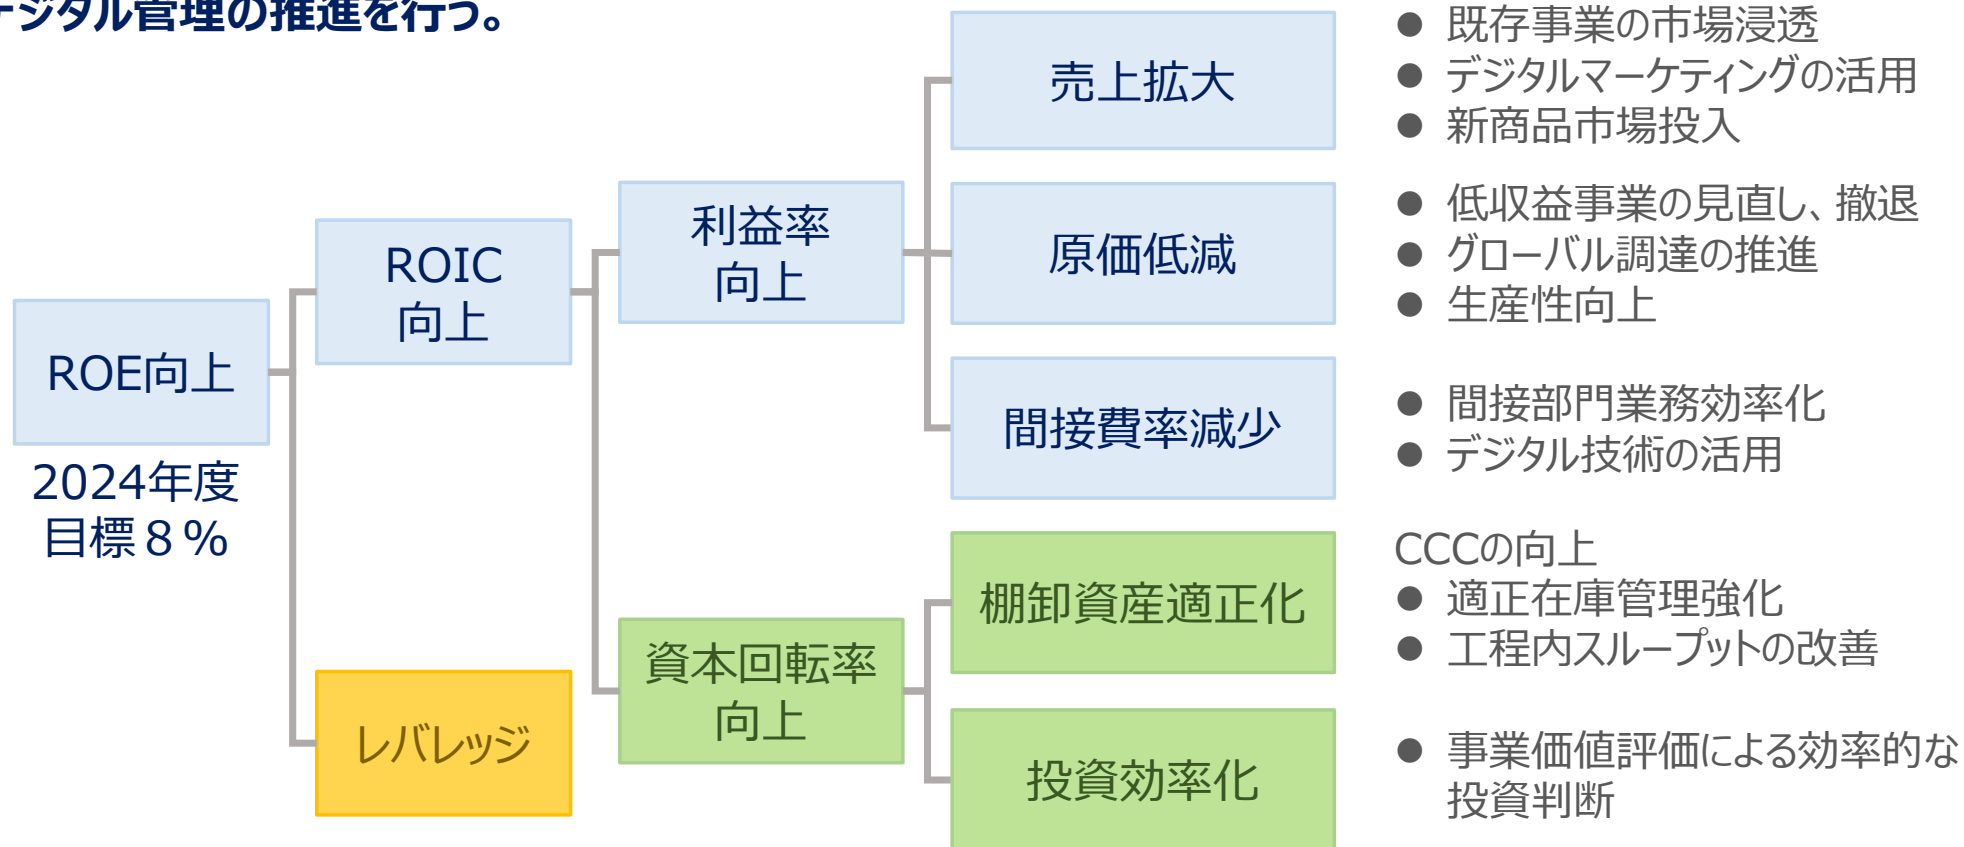 デジタル管理の推進を行う。
ROE向上
2024年度
目標８％
ROIC
向上
レバレッジ
利益率
向上
資本回転率
向上
売上拡大
● 既存事業の市場浸透
● デジタルマーケティングの活用
● 新商品市場投入
原価低減
● 低収益事業の見直し、撤退
● グローバル調達の推進
● 生産性向上
間接費率減少
● 間接部門業務効率化
● デジタル技術の活用
棚卸資産適正化
CCCの向上
● 適正在庫管理強化
● 工程内スループットの改善
投資効率化
● 事業価値評価による効率的な
投資判断